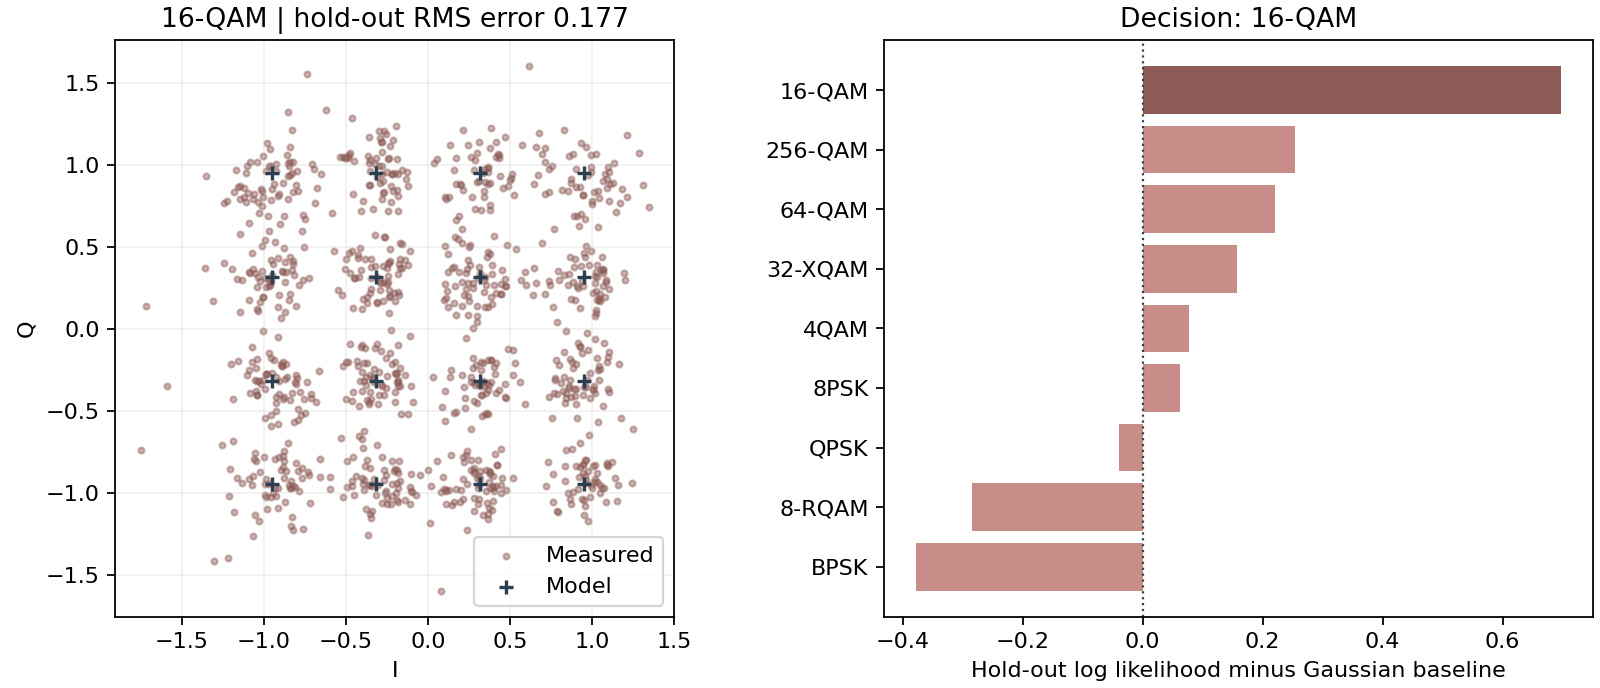 16-QAM | hold-out RMS error 0.177
1.5
1.0
0.5
0.0
−0.5
−1.0
−1.5
Q
−1.5
−1.0
−0.5
0.0
0.5
1.0
1.5
I
Measured
Model
Decision: 16-QAM
16-QAM
256-QAM
64-QAM
32-XQAM
4QAM
8PSK
QPSK
8-RQAM
BPSK
−0.4
−0.2
0.0
0.2
0.4
0.6
Hold-out log likelihood minus Gaussian baseline